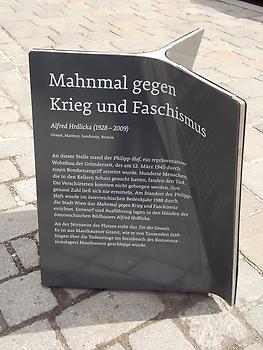 Mahnmal gegen
Krieg und Faschismus
Alfred Hrdlicka (1928–2009)
Granit, Marmor, Sandstein, Bronze
An dieser Stelle stand der Philipp-Hof, ein repräsentativer
Wohnbau der Gründerzeit, der am 12. März 1945 durch
einen Bombenangriff zerstört wurde. Hunderte Menschen,
die in den Kellern Schutz gesucht hatten, fanden den Tod.
Die Verschütteten konnten nicht geborgen werden, ihre
genaue Zahl ließ sich nie ermitteln. Am Standort des Philipp-
Hofs wurde im österreichischen Bedenkjahr 1988 durch
die Stadt Wien das Mahnmal gegen Krieg und Faschismus
errichtet. Entwurf und Ausführung lagen in den Händen des
österreichischen Bildhauers Alfred Hrdlicka.
An der Stirnseite des Platzes steht das Tor der Gewalt.
Es ist aus Mauthausner Granit, wie er von Tausenden Häft-
lingen über die Todesstiege im Steinbruch des Konzentra-
tionslagers Mauthausen geschleppt wurde.